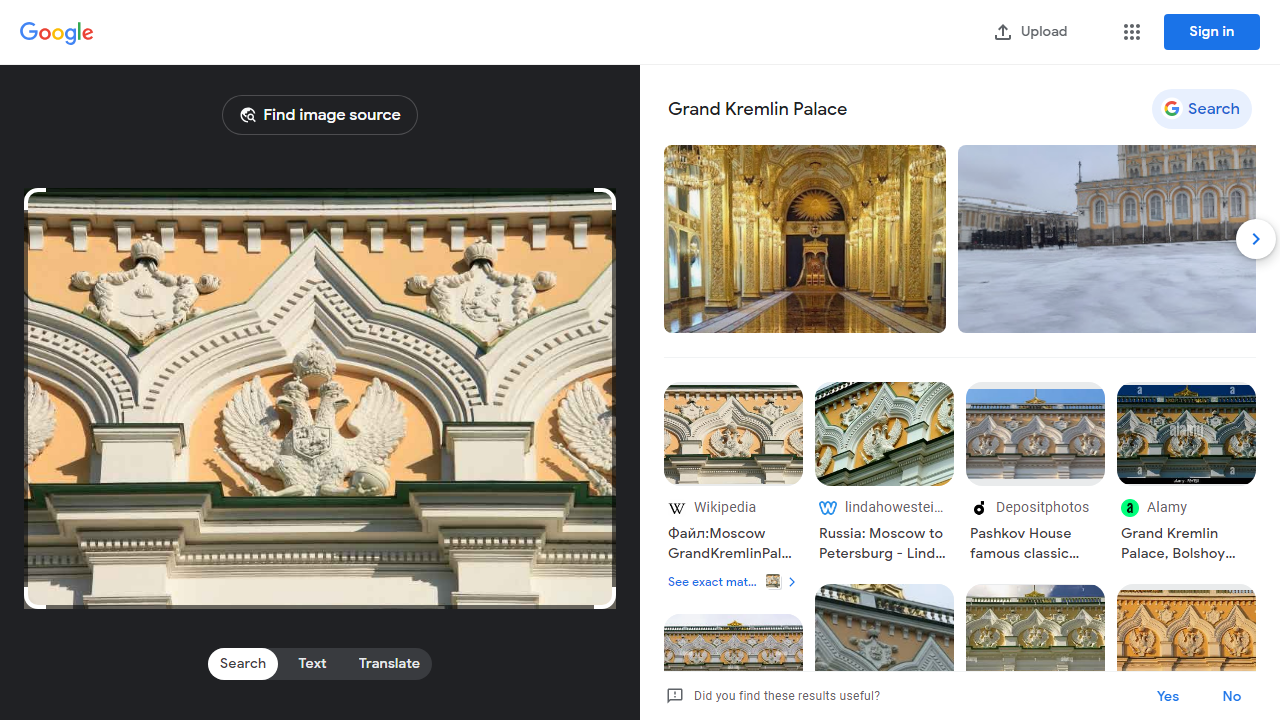 Google
Upload
Sign in
Find image source
Grand Kremlin Palace
Search
Wikipedia
Файл:Moscow
GrandKremlinPal...
See exact mat...
lindahowestei...
Russia: Moscow to
Petersburg - Lind...
Depositphotos
Pashkov House
famous classic...
a
a
alamy
a
a
Alamy
Grand Kremlin
Palace, Bolshoy...
Search
Text
Translate
Did you find these results useful?
Yes
No